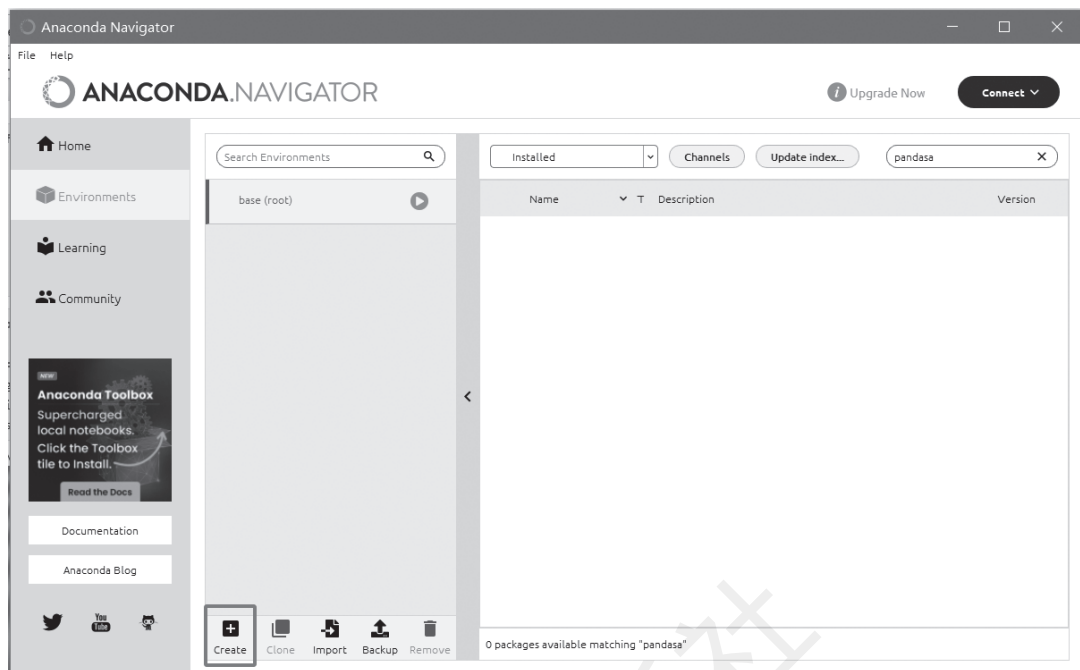 Anaconda Navigator
File Help
ANACONDA.NAVIGATOR
i Upgrade Now
Connect
Home
Environments
Learning
Community
NEW
Anaconda Toolbox
Supercharged
local notebooks.
Click the Toolbox
tile to Install.
Read the Docs
Documentation
Anaconda Blog
You
Tube
Search Environments
base (root)
Create Clone Import Backup Remove
Installed Channels Update index... pandasa
Name T Description Version
0 packages available matching "pandasa"
社